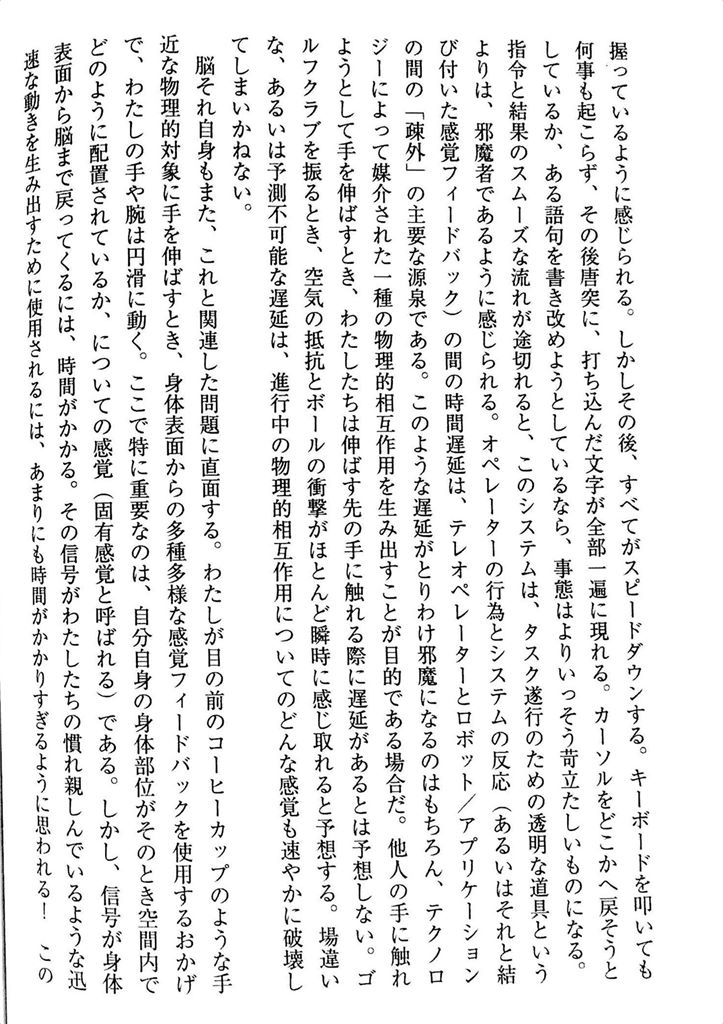 握っているように感じられる。しかしその後、すべてがスピードダウンする。キーボードを叩いても
何事も起こらず、その後唐突に、打ち込んだ文字が全部一遍に現れる。カーソルをどこかへ戻そうと
しているか、ある語句を書き改めようとしているなら、事態はよりいっそう苛立たしいものになる。
指令と結果のスムーズな流れが途切れると、このシステムは、タスク遂行のための透明な道具という
よりは、邪魔者であるように感じられる。オペレーターの行為とシステムの反応（あるいはそれと結
び付いた感覚フィードバック）の間の時間遅延は、テレオペレーターとロボット／アプリケーション
の間の「疎外」の主要な源泉である。このような遅延がとりわけ邪魔になるのはもちろん、テクノロ
ジーによって媒介された一種の物理的相互作用を生み出すことが目的である場合だ。他人の手に触れ
ようとして手を伸ばすとき、わたしたちは伸ばす先の手に触れる際に遅延があるとは予想しない。ゴ
ルフクラブを振るとき、空気の抵抗とボールの衝撃がほとんど瞬時に感じ取れると予想する。場違い
な、あるいは予測不可能な遅延は、進行中の物理的相互作用についてのどんな感覚も速やかに破壊し
てしまいかねない。
　脳それ自身もまた、これと関連した問題に直面する。わたしが目の前のコーヒーカップのような手
近な物理的対象に手を伸ばすとき、身体表面からの多種多様な感覚フィードバックを使用するおかげ
で、わたしの手や腕は円滑に動く。ここで特に重要なのは、自分自身の身体部位がそのとき空間内で
どのように配置されているか、についての感覚（固有感覚と呼ばれる）である。しかし、信号が身体
表面から脳まで戻ってくるには、時間がかかる。その信号がわたしたちの慣れ親しんでいるような迅
速な動きを生み出すために使用されるには、あまりにも時間がかかりすぎるように思われる！　この